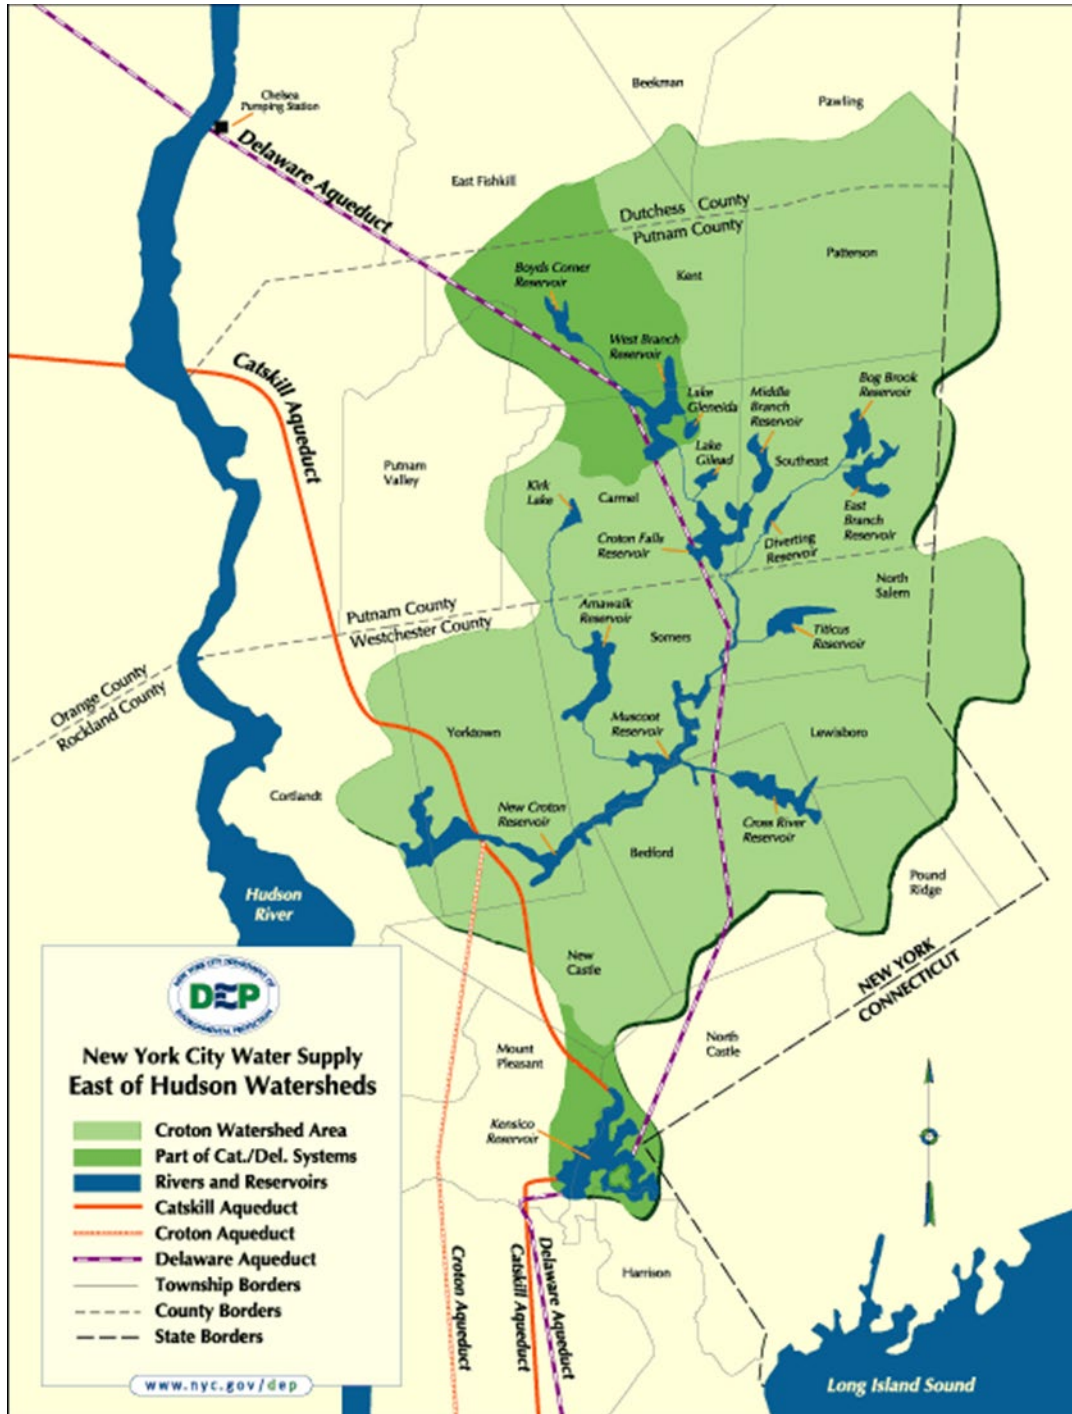 Beekman
Pawling
Chelsea
Pumping Station
Delaware Aqueduct
East Fishkill
Dutchess County
Putnam County
Patterson
Kent
Boyds Corner
Reservoir
West Branch
Reservoir
Catskill Aqueduct
Lake
Gleneida
Middle
Branch
Reservoir
Bog Brook
Reservoir
Lake
Gilead
Southeast
Putnam
Valley
Kirk
Lake
Carmel
East
Branch
Reservoir
Croton Falls
Reservoir
Diverting
Reservoir
North
Salem
Putnam County
Westchester County
Amawalk
Reservoir
Somers
Titicus
Reservoir
Orange County
Rockland County
Muscoot
Reservoir
Yorktown
Lewisboro
Cortlandt
New Croton
Reservoir
Cross River
Reservoir
Bedford
Pound
Ridge
Hudson
River
New
Castle
NEW YORK
CONNECTICUT
North
Castle
Mount
Pleasant
Kensico
Reservoir
Harrison
Croton Aqueduct
Catskill Aqueduct
Delaware Aqueduct
Long Island Sound
NEW YORK CITY DEPARTMENT OF
DEP
ENVIRONMENTAL PROTECTION
New York City Water Supply
East of Hudson Watersheds
Croton Watershed Area
Part of Cat./Del. Systems
Rivers and Reservoirs
Catskill Aqueduct
Croton Aqueduct
Delaware Aqueduct
Township Borders
County Borders
State Borders
www.nyc.gov/dep